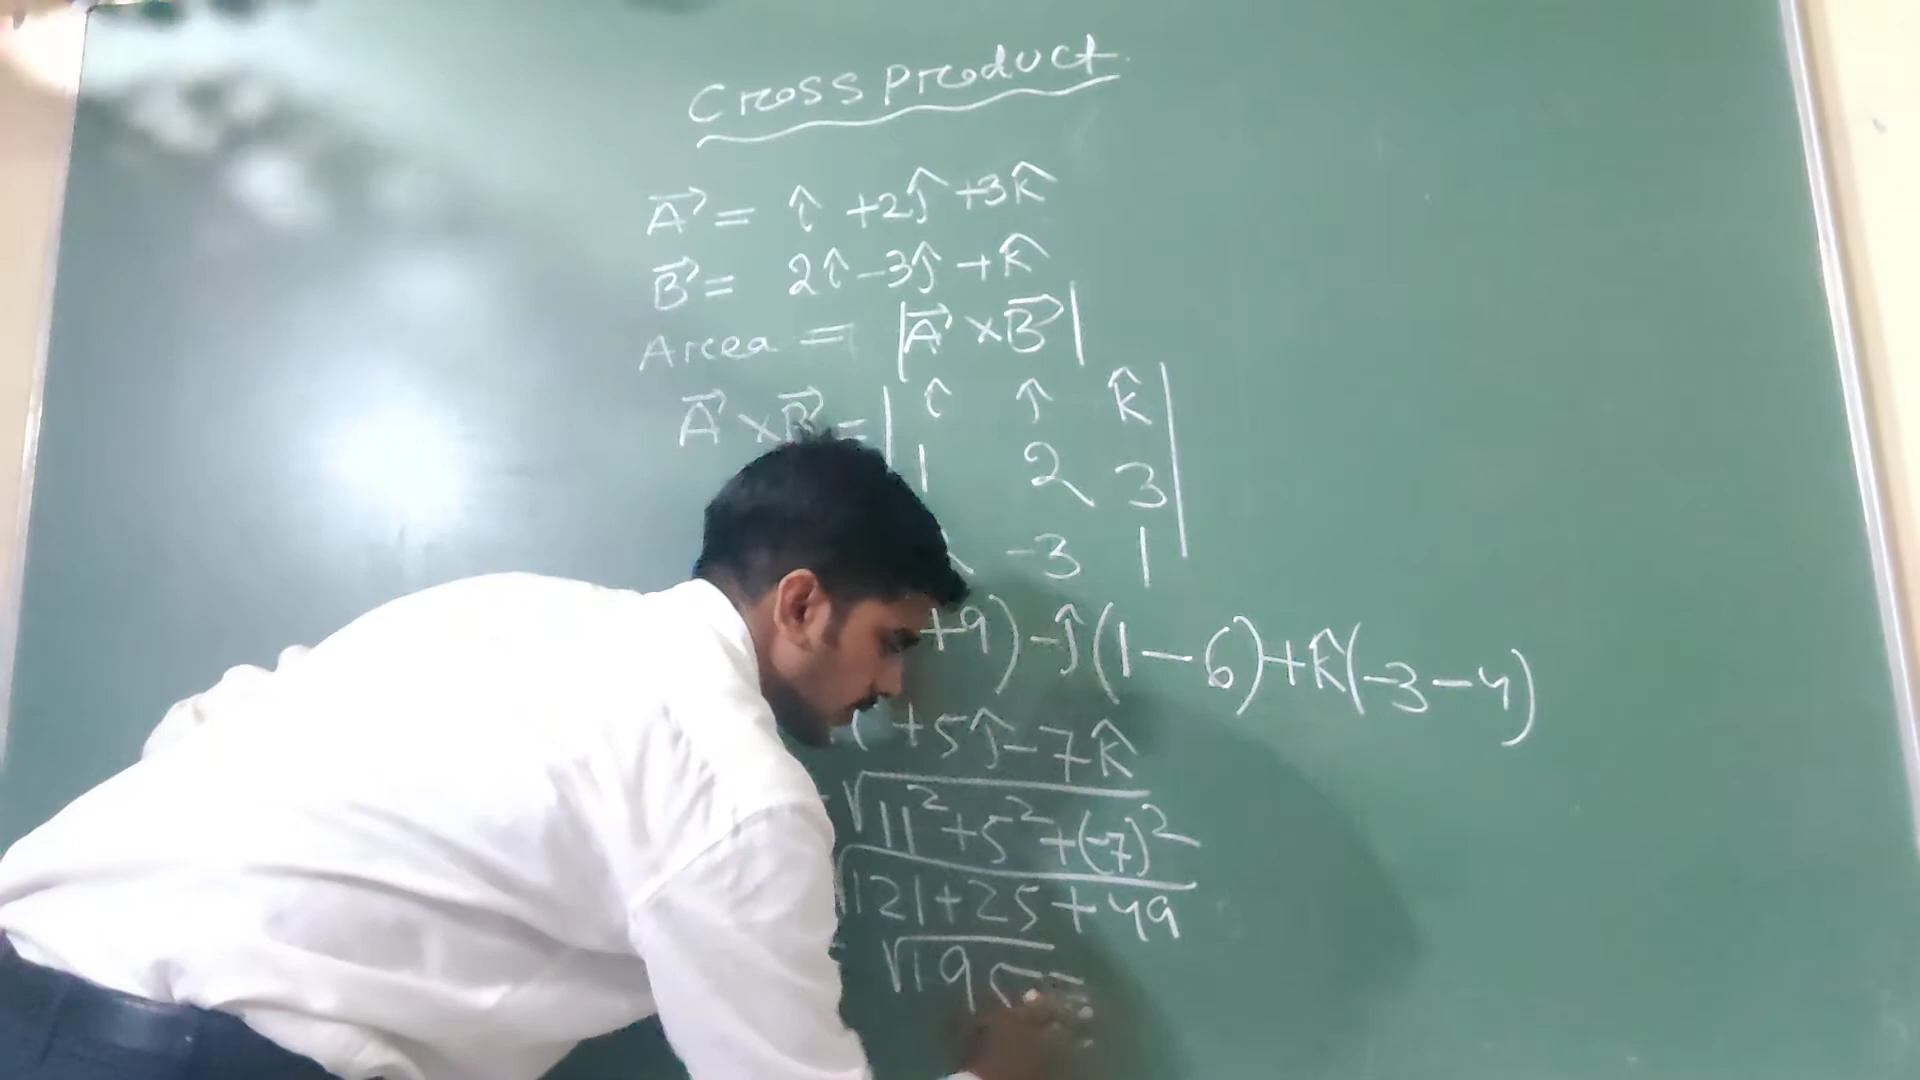 Cross Product
A⃗ = î + 2ĵ + 3k̂
B⃗ = 2î - 3ĵ + k̂
Area = |A⃗ × B⃗|
A⃗ × B⃗ = | î ĵ k̂ |
1 2 3
-3 1
+9) - ĵ(1 - 6) + k̂(-3 - 4)
+ 5ĵ - 7k̂
√11² + 5² + (-7)²
√121 + 25 + 49
√195 =